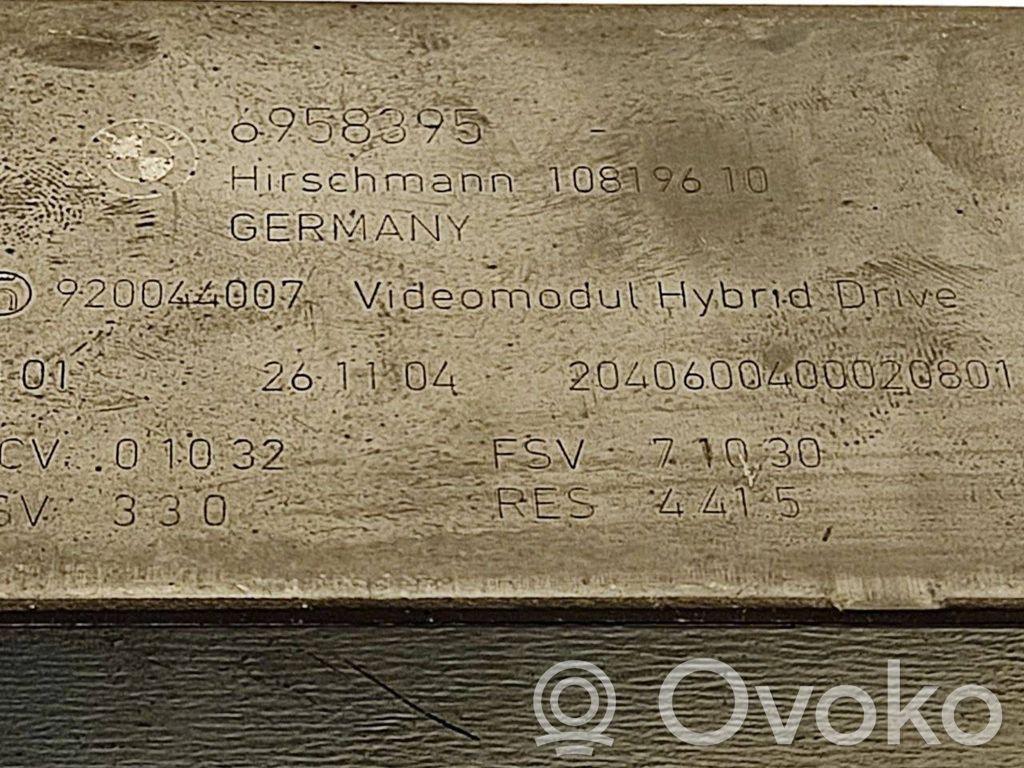 6958395
Hirschmann 10819610
GERMANY
920044007 Videomodul Hybrid Drive
01 26 11 04 2040600400020801
CV 01032 FSV 71030
SV 330 RES 4415
Ovoko